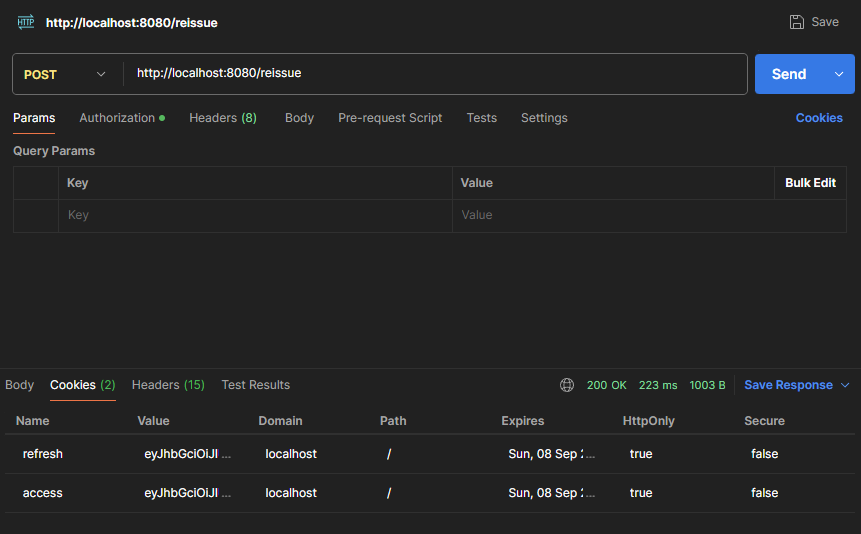 HTTP http://localhost:8080/reissue Save
POST http://localhost:8080/reissue Send
Params Authorization Headers (8) Body Pre-request Script Tests Settings Cookies
Query Params
Key Value Bulk Edit
Key Value
Body Cookies (2) Headers (15) Test Results 200 OK 223 ms 1003 B Save Response
Name Value Domain Path Expires HttpOnly Secure
refresh eyJhbGciOiJI... localhost / Sun, 08 Sep 2... true false
access eyJhbGciOiJI... localhost / Sun, 08 Sep 2... true false